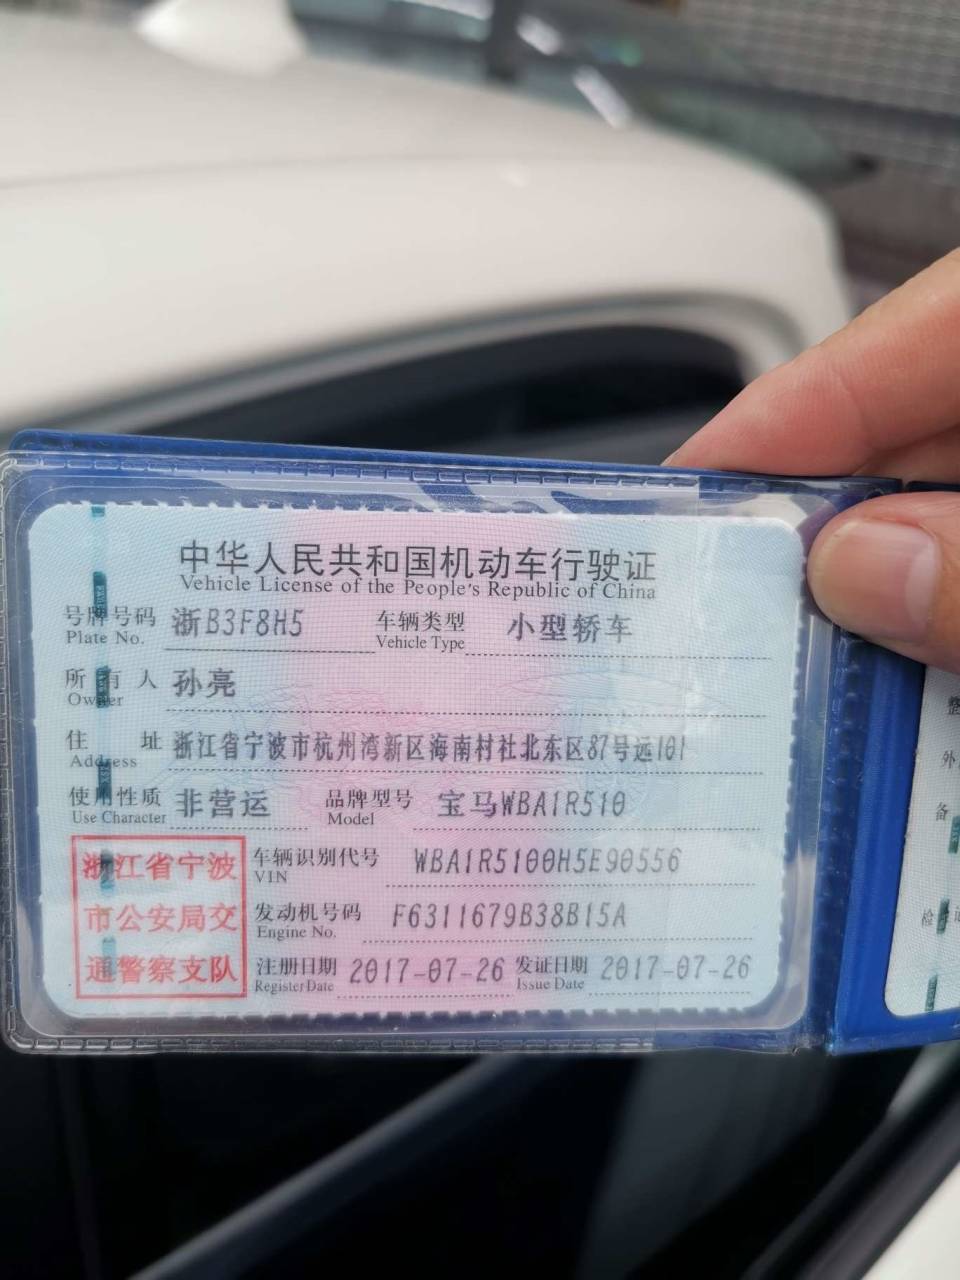 中华人民共和国机动车行驶证
Vehicle License of the People's Republic of China
号牌号码 浙B3F8H5 车辆类型 小型轿车
Plate No. Vehicle Type
所有人 孙亮
Owner
住址 浙江省宁波市杭州湾新区海南村社北东区87号远101
Address
使用性质 非营运 品牌型号 宝马WBA1R510
Use Character Model
浙江省宁波
市公安局交
通警察支队
车辆识别代号 WBA1R5100H5E90556
VIN
发动机号码 F6311679B38B15A
Engine No.
注册日期 2017-07-26 发证日期 2017-07-26
Register Date Issue Date
整
外
备
检